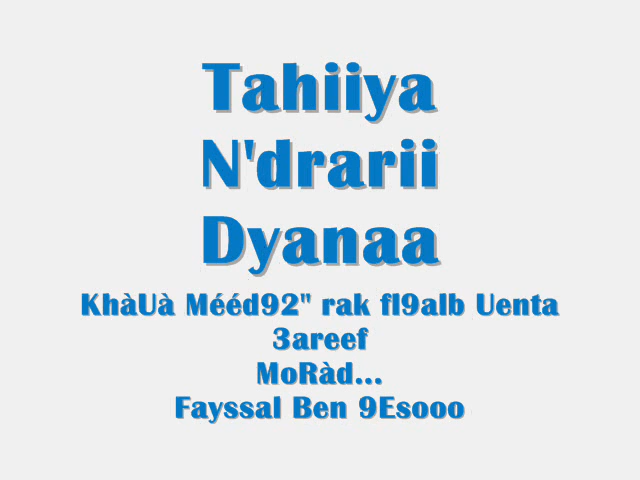 Tahiiya
N'drarii
Dyanaa
KhàUà Mééd92" rak fl9alb Uenta
3areef
MoRàd...
Fayssal Ben 9Esooo